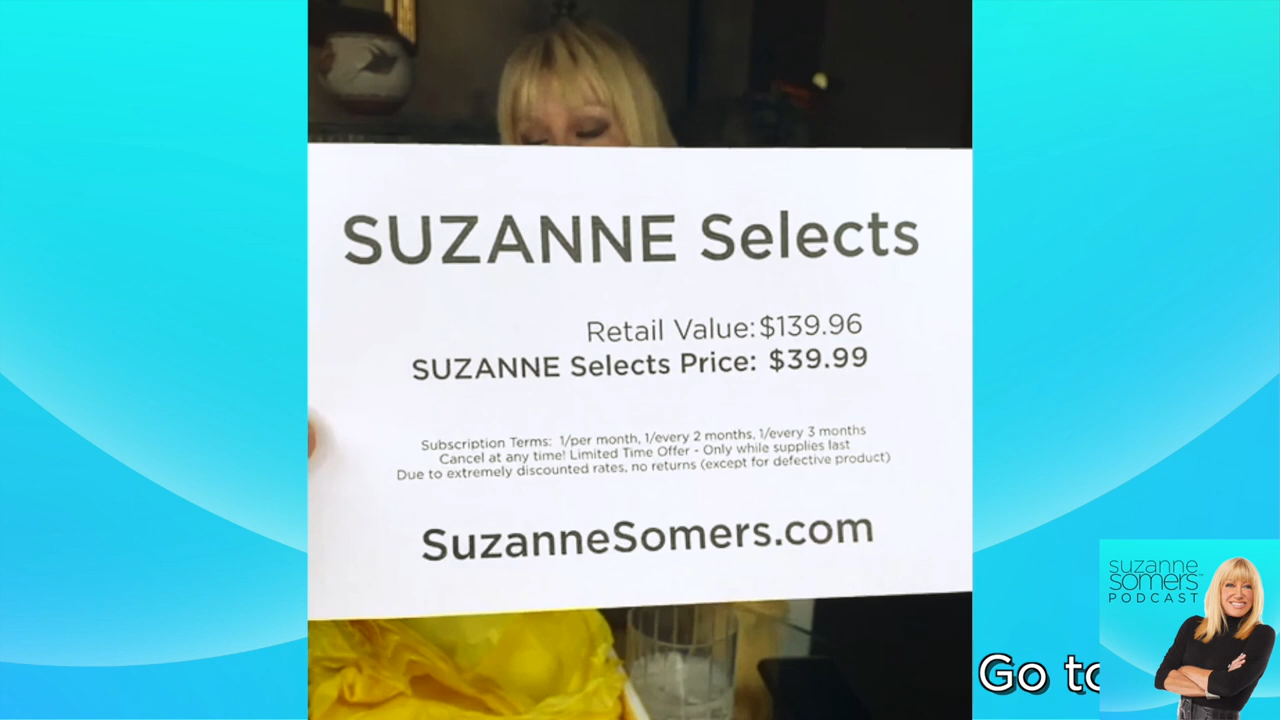 SUZANNE Selects
Retail Value: $139.96
SUZANNE Selects Price: $39.99
Subscription Terms: 1/per month, 1/every 2 months, 1/every 3 months
Cancel at any time! Limited Time Offer - Only while supplies last
Due to extremely discounted rates, no returns (except for defective product)
SuzanneSomers.com
suzanne
somers™
PODCAST
Go to